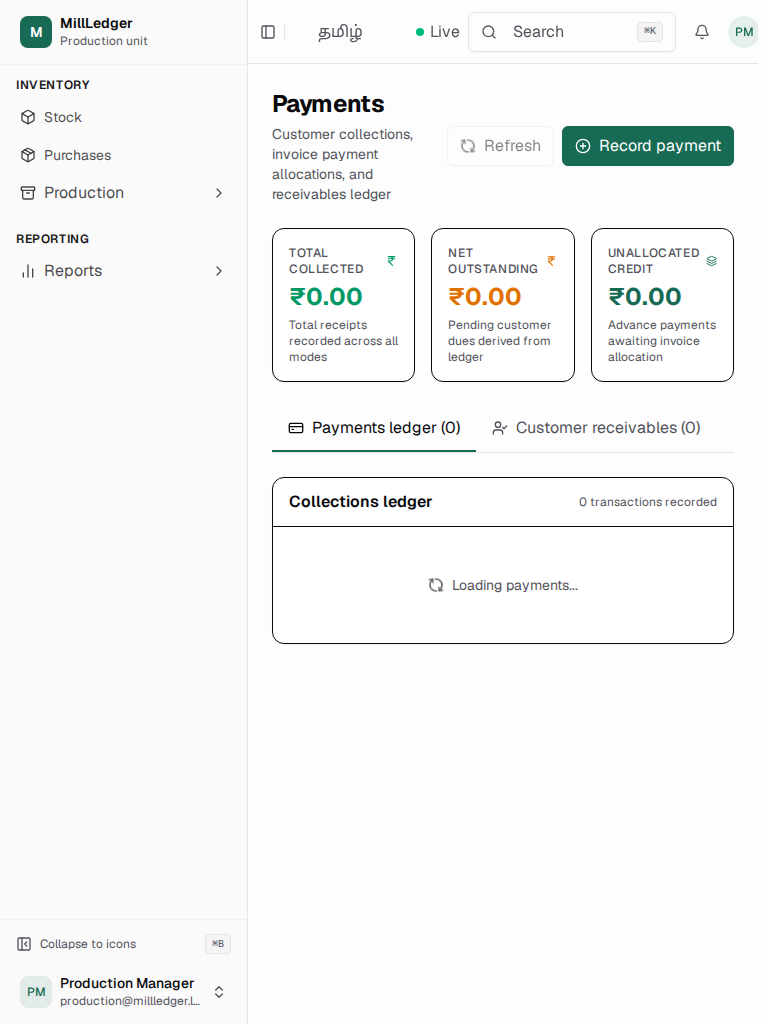 M
MillLedger
Production unit
INVENTORY
Stock
Purchases
Production
REPORTING
Reports
Collapse to icons
⌘B
PM
Production Manager
production@millledger.l...
தமிழ்
Live
Search
⌘K
PM
Payments
Customer collections,
invoice payment
allocations, and
receivables ledger
Refresh
Record payment
TOTAL
COLLECTED
₹
₹0.00
Total receipts
recorded across all
modes
NET
OUTSTANDING
₹
₹0.00
Pending customer
dues derived from
ledger
UNALLOCATED
CREDIT
₹0.00
Advance payments
awaiting invoice
allocation
Payments ledger (0)
Customer receivables (0)
Collections ledger
0 transactions recorded
Loading payments...